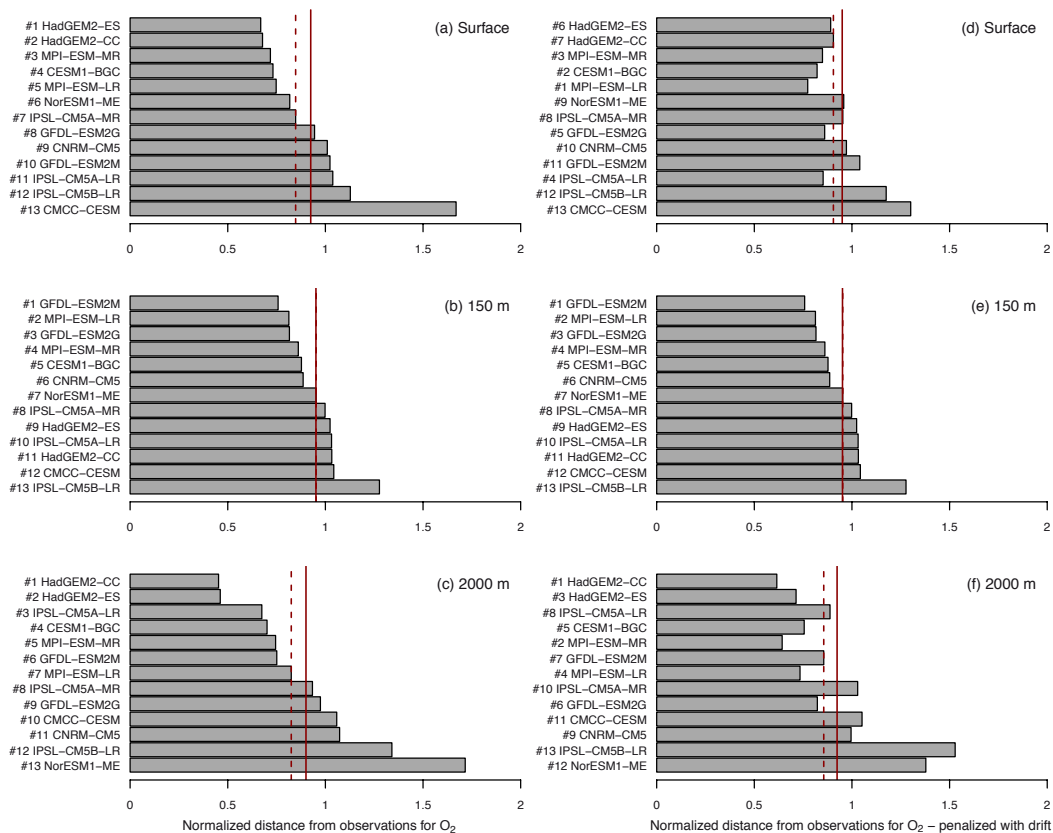 (a) Surface
#1 HadGEM2−ES
#2 HadGEM2−CC
#3 MPI−ESM−MR
#4 CESM1−BGC
#5 MPI−ESM−LR
#6 NorESM1−ME
#7 IPSL−CM5A−MR
#8 GFDL−ESM2G
#9 CNRM−CM5
#10 GFDL−ESM2M
#11 IPSL−CM5A−LR
#12 IPSL−CM5B−LR
#13 CMCC−CESM
0 0.5 1 1.5 2
(d) Surface
#6 HadGEM2−ES
#7 HadGEM2−CC
#3 MPI−ESM−MR
#2 CESM1−BGC
#1 MPI−ESM−LR
#9 NorESM1−ME
#8 IPSL−CM5A−MR
#5 GFDL−ESM2G
#10 CNRM−CM5
#11 GFDL−ESM2M
#4 IPSL−CM5A−LR
#12 IPSL−CM5B−LR
#13 CMCC−CESM
0 0.5 1 1.5 2
(b) 150 m
#1 GFDL−ESM2M
#2 MPI−ESM−LR
#3 GFDL−ESM2G
#4 MPI−ESM−MR
#5 CESM1−BGC
#6 CNRM−CM5
#7 NorESM1−ME
#8 IPSL−CM5A−MR
#9 HadGEM2−ES
#10 IPSL−CM5A−LR
#11 HadGEM2−CC
#12 CMCC−CESM
#13 IPSL−CM5B−LR
0 0.5 1 1.5 2
(e) 150 m
#1 GFDL−ESM2M
#2 MPI−ESM−LR
#3 GFDL−ESM2G
#4 MPI−ESM−MR
#5 CESM1−BGC
#6 CNRM−CM5
#7 NorESM1−ME
#8 IPSL−CM5A−MR
#9 HadGEM2−ES
#10 IPSL−CM5A−LR
#11 HadGEM2−CC
#12 CMCC−CESM
#13 IPSL−CM5B−LR
0 0.5 1 1.5 2
(c) 2000 m
#1 HadGEM2−CC
#2 HadGEM2−ES
#3 IPSL−CM5A−LR
#4 CESM1−BGC
#5 MPI−ESM−MR
#6 GFDL−ESM2M
#7 MPI−ESM−LR
#8 IPSL−CM5A−MR
#9 GFDL−ESM2G
#10 CMCC−CESM
#11 CNRM−CM5
#12 IPSL−CM5B−LR
#13 NorESM1−ME
0 0.5 1 1.5 2
Normalized distance from observations for O₂
(f) 2000 m
#1 HadGEM2−CC
#3 HadGEM2−ES
#8 IPSL−CM5A−LR
#5 CESM1−BGC
#2 MPI−ESM−MR
#7 GFDL−ESM2M
#4 MPI−ESM−LR
#10 IPSL−CM5A−MR
#6 GFDL−ESM2G
#11 CMCC−CESM
#9 CNRM−CM5
#13 IPSL−CM5B−LR
#12 NorESM1−ME
0 0.5 1 1.5 2
Normalized distance from observations for O₂ − penalized with drift